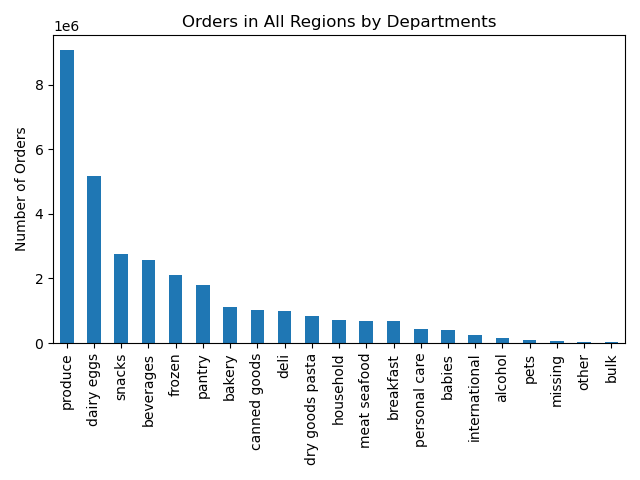 Orders in All Regions by Departments
1e6
Number of Orders
8
6
4
2
0
produce
dairy eggs
snacks
beverages
frozen
pantry
bakery
canned goods
deli
dry goods pasta
household
meat seafood
breakfast
personal care
babies
international
alcohol
pets
missing
other
bulk